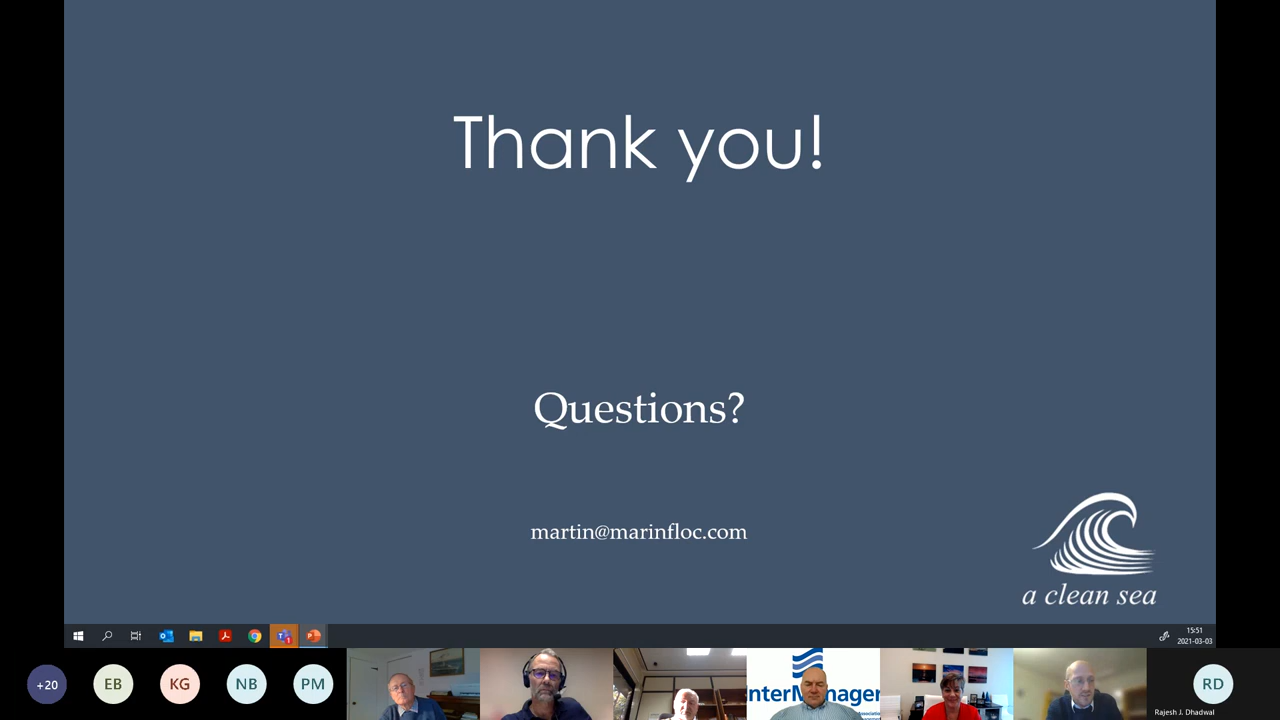 Thank you!
Questions?
martin@marinfloc.com
a clean sea
15:51
2021-03-03
+20
EB
KG
NB
PM
nterManager
RD
Rajesh J. Dhadwal